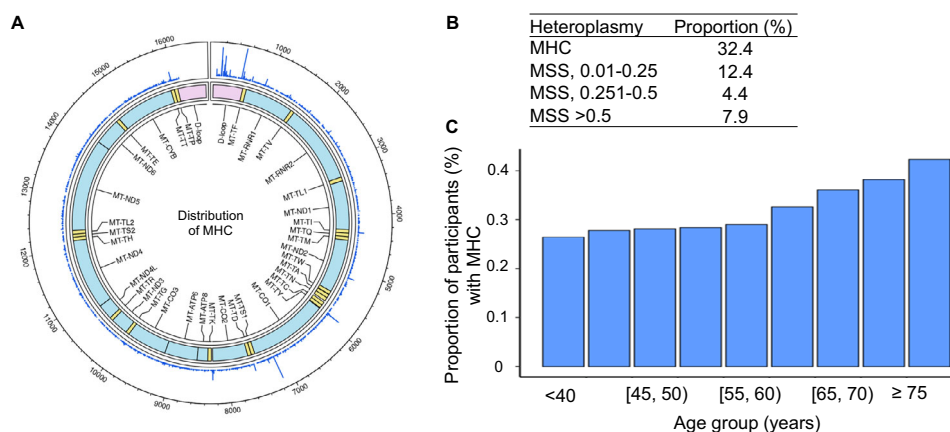 A
16000
1000
15000
2000
14000
3000
13000
4000
12000
5000
11000
6000
10000
7000
9000
8000
D-loop
MT-TP
MT-TT
MT-CYB
MT-TE
MT-ND6
MT-ND5
MT-TL2
MT-TS2
MT-TH
MT-ND4
MT-ND4L
MT-TR
MT-ND3
MT-TG
MT-CO3
MT-ATP6
MT-ATP8
MT-TK
MT-CO2
MT-TD
MT-TS1
MT-CO1
MT-TY
MT-TC
MT-TN
MT-TA
MT-TW
MT-ND2
MT-TM
MT-TQ
MT-TI
MT-ND1
MT-TL1
MT-RNR2
MT-TV
MT-RNR1
MT-TF
D-loop
Distribution
of MHC
B
Heteroplasmy Proportion (%)
MHC 32.4
MSS, 0.01-0.25 12.4
MSS, 0.251-0.5 4.4
MSS >0.5 7.9
C
Proportion of participants (%)
with MHC
0.4
0.3
0.2
0.1
0
<40 [45, 50) [55, 60) [65, 70) ≥ 75
Age group (years)